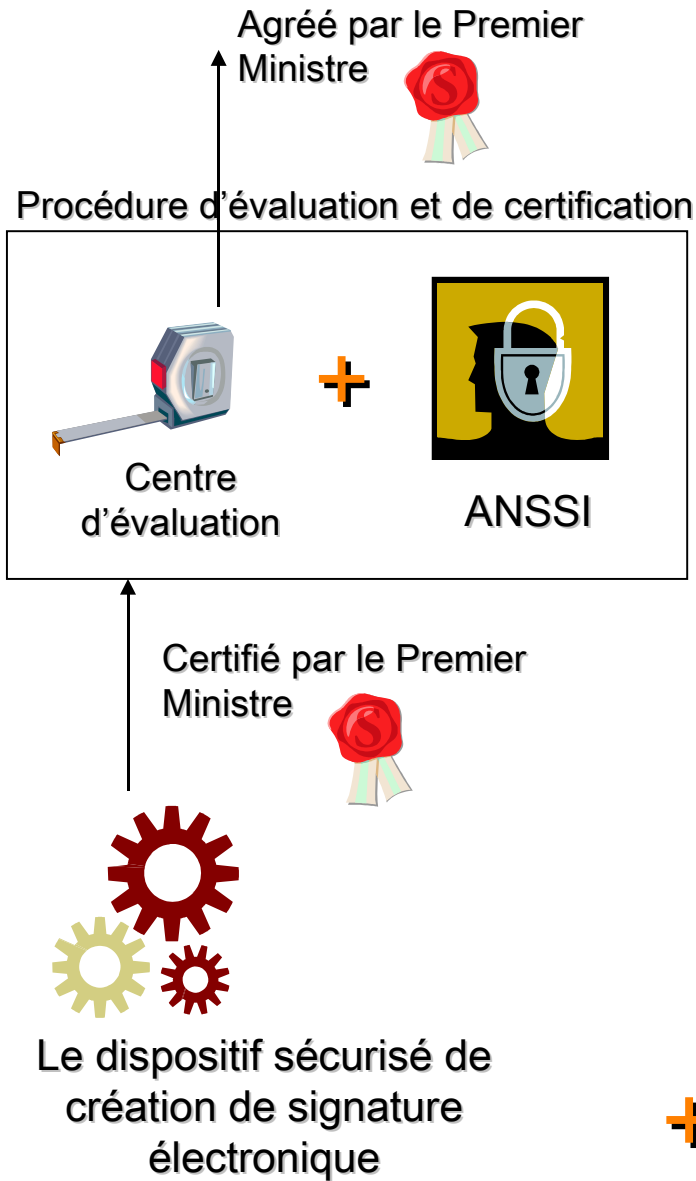 Agréé par le Premier
Ministre
S
Procédure d'évaluation et de certification
+
Centre
d'évaluation
ANSSI
Certifié par le Premier
Ministre
S
Le dispositif sécurisé de
création de signature
électronique
+